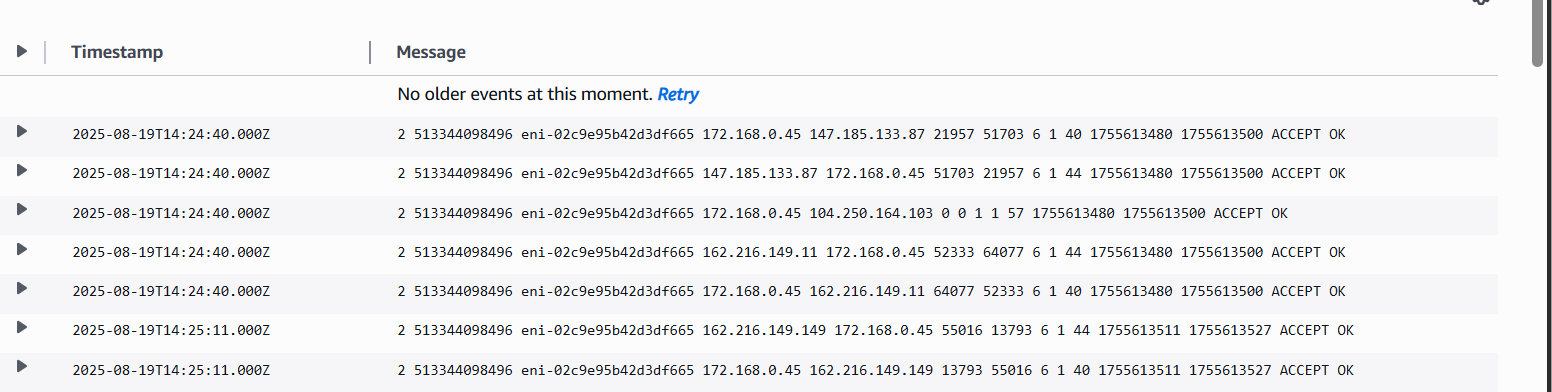 Timestamp Message
No older events at this moment. Retry
2025-08-19T14:24:40.000Z 2 513344098496 eni-02c9e95b42d3df665 172.168.0.45 147.185.133.87 21957 51703 6 1 40 1755613480 1755613500 ACCEPT OK
2025-08-19T14:24:40.000Z 2 513344098496 eni-02c9e95b42d3df665 147.185.133.87 172.168.0.45 51703 21957 6 1 44 1755613480 1755613500 ACCEPT OK
2025-08-19T14:24:40.000Z 2 513344098496 eni-02c9e95b42d3df665 172.168.0.45 104.250.164.103 0 0 1 1 57 1755613480 1755613500 ACCEPT OK
2025-08-19T14:24:40.000Z 2 513344098496 eni-02c9e95b42d3df665 162.216.149.11 172.168.0.45 52333 64077 6 1 44 1755613480 1755613500 ACCEPT OK
2025-08-19T14:24:40.000Z 2 513344098496 eni-02c9e95b42d3df665 172.168.0.45 162.216.149.11 64077 52333 6 1 40 1755613480 1755613500 ACCEPT OK
2025-08-19T14:25:11.000Z 2 513344098496 eni-02c9e95b42d3df665 162.216.149.149 172.168.0.45 55016 13793 6 1 44 1755613511 1755613527 ACCEPT OK
2025-08-19T14:25:11.000Z 2 513344098496 eni-02c9e95b42d3df665 172.168.0.45 162.216.149.149 13793 55016 6 1 40 1755613511 1755613527 ACCEPT OK